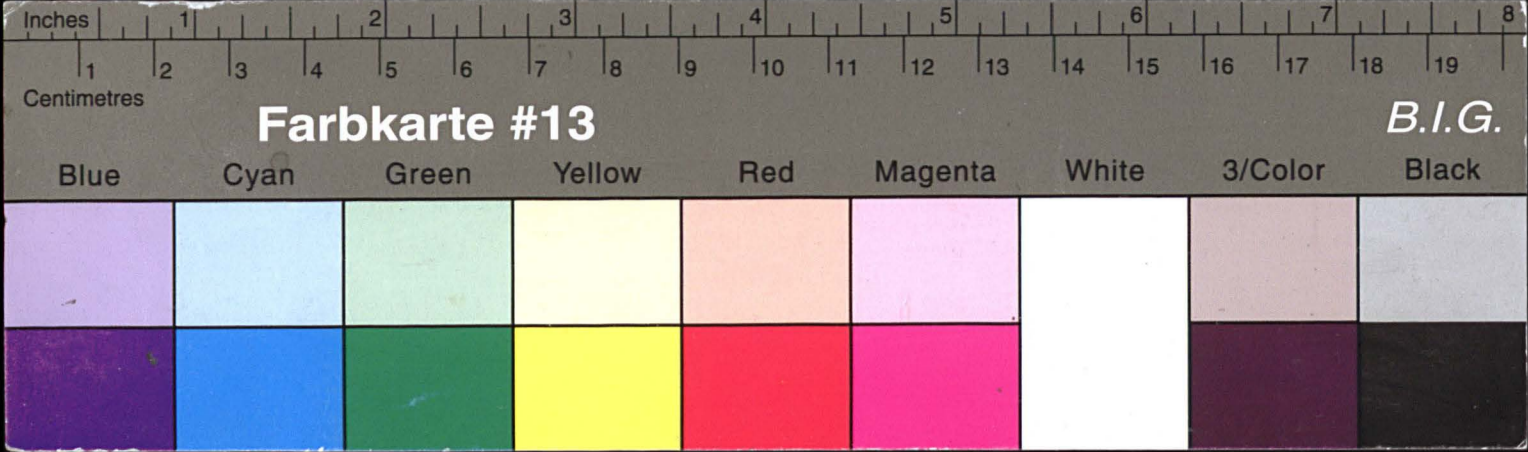 Inches 1 2 3 4 5 6 7 8
1 2 3 4 5 6 7 8 9 10 11 12 13 14 15 16 17 18 19
Centimetres
Farbkarte #13 B.I.G.
Blue Cyan Green Yellow Red Magenta White 3/Color Black